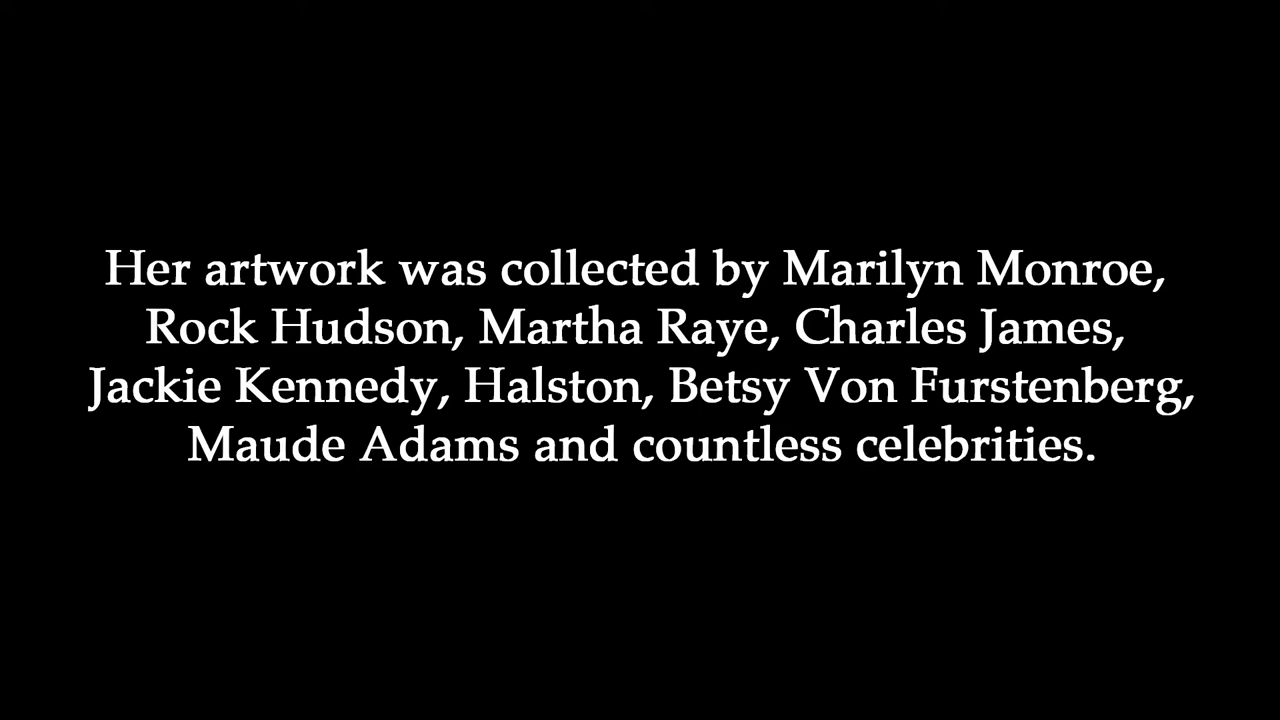 Her artwork was collected by Marilyn Monroe,
Rock Hudson, Martha Raye, Charles James,
Jackie Kennedy, Halston, Betsy Von Furstenberg,
Maude Adams and countless celebrities.